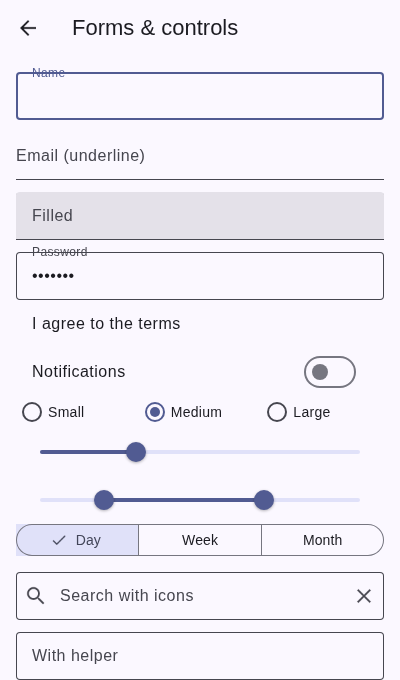 Forms & controls
Name
Email (underline)
Filled
Password
•••••••
I agree to the terms
Notifications
Small Medium Large
Day Week Month
Search with icons
With helper